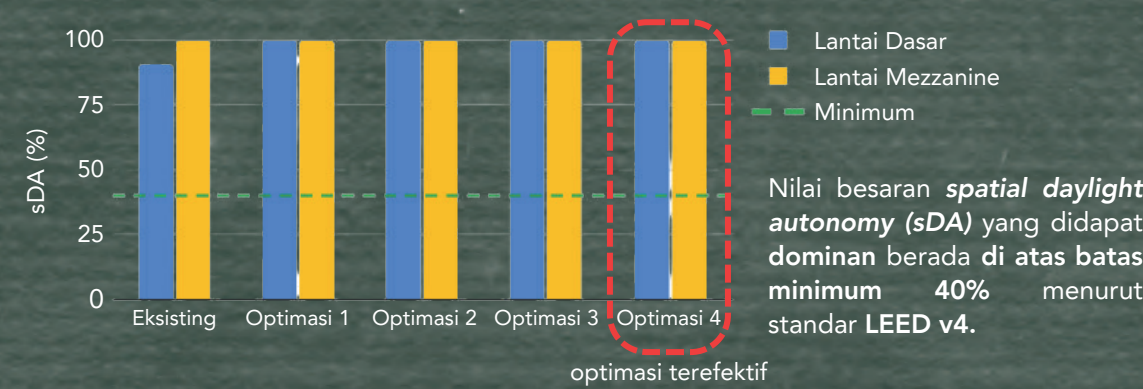 100
75
50
25
0
sDA (%)
Eksisting
Optimasi 1
Optimasi 2
Optimasi 3
Optimasi 4
optimasi terefektif
Lantai Dasar
Lantai Mezzanine
Minimum
Nilai besaran spatial daylight
autonomy (sDA) yang didapat
dominan berada di atas batas
minimum 40% menurut
standar LEED v4.